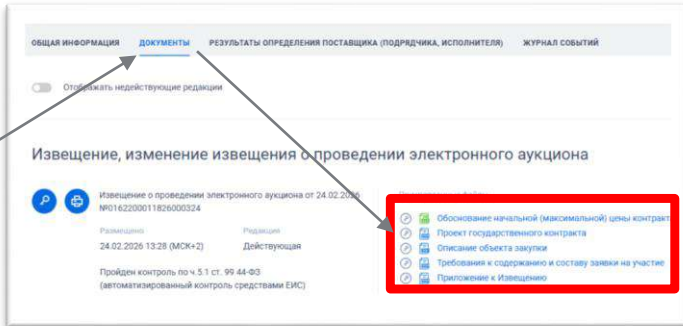 ОБЩАЯ ИНФОРМАЦИЯ ДОКУМЕНТЫ РЕЗУЛЬТАТЫ ОПРЕДЕЛЕНИЯ ПОСТАВЩИКА (ПОДРЯДЧИКА, ИСПОЛНИТЕЛЯ) ЖУРНАЛ СОБЫТИЙ
Отображать недействующие редакции
Извещение, изменение извещения о проведении электронного аукциона
Извещение о проведении электронного аукциона от 24.02.2026
№0162200011826000324
Размещено Редакция
24.02.2026 13:28 (МСК+2) Действующая
Пройден контроль по ч.5.1 ст. 99 44-ФЗ
(автоматизированный контроль средствами ЕИС)
Обоснование начальной (максимальной) цены контракт
Проект государственного контракта
Описание объекта закупки
Требования к содержанию и составу заявки на участие
Приложение к Извещению